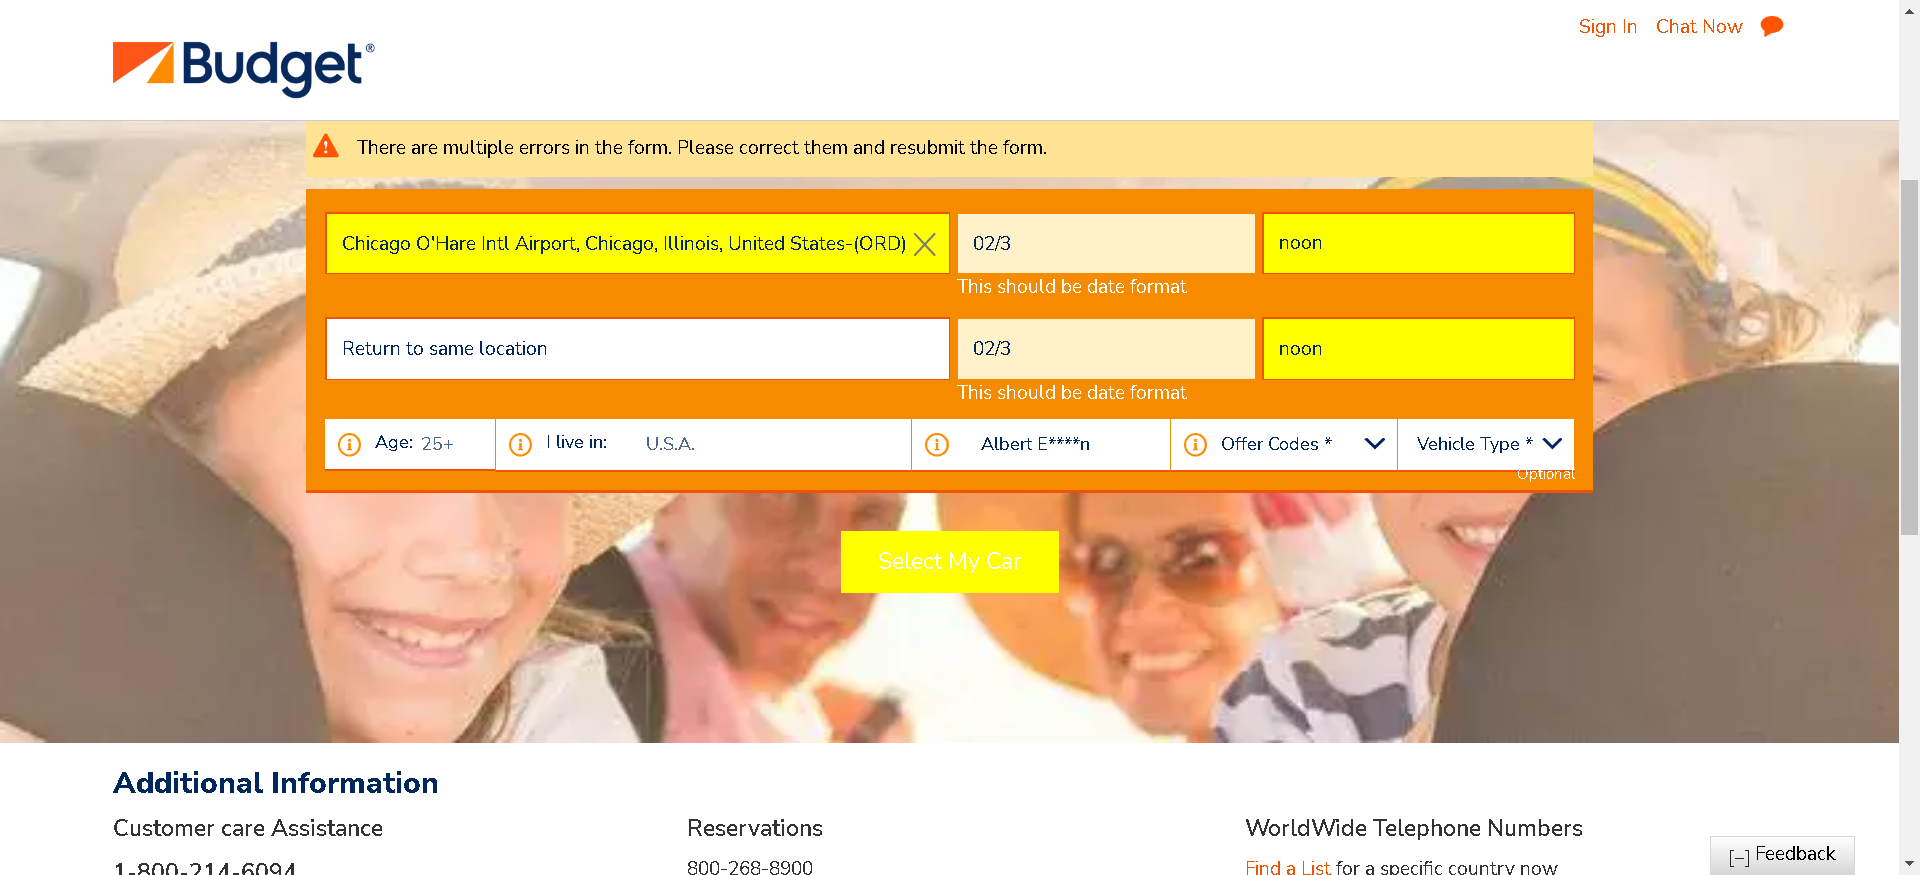 Sign In Chat Now
Budget®
There are multiple errors in the form. Please correct them and resubmit the form.
Chicago O'Hare Intl Airport, Chicago, Illinois, United States-(ORD) 02/3 noon
This should be date format
Return to same location 02/3 noon
This should be date format
Age: 25+ I live in: U.S.A. Albert E****n Offer Codes * Vehicle Type *
Optional
Select My Car
Additional Information
Customer care Assistance Reservations WorldWide Telephone Numbers
1-800-214-6094 800-268-8900 Find a List for a specific country now
[–] Feedback